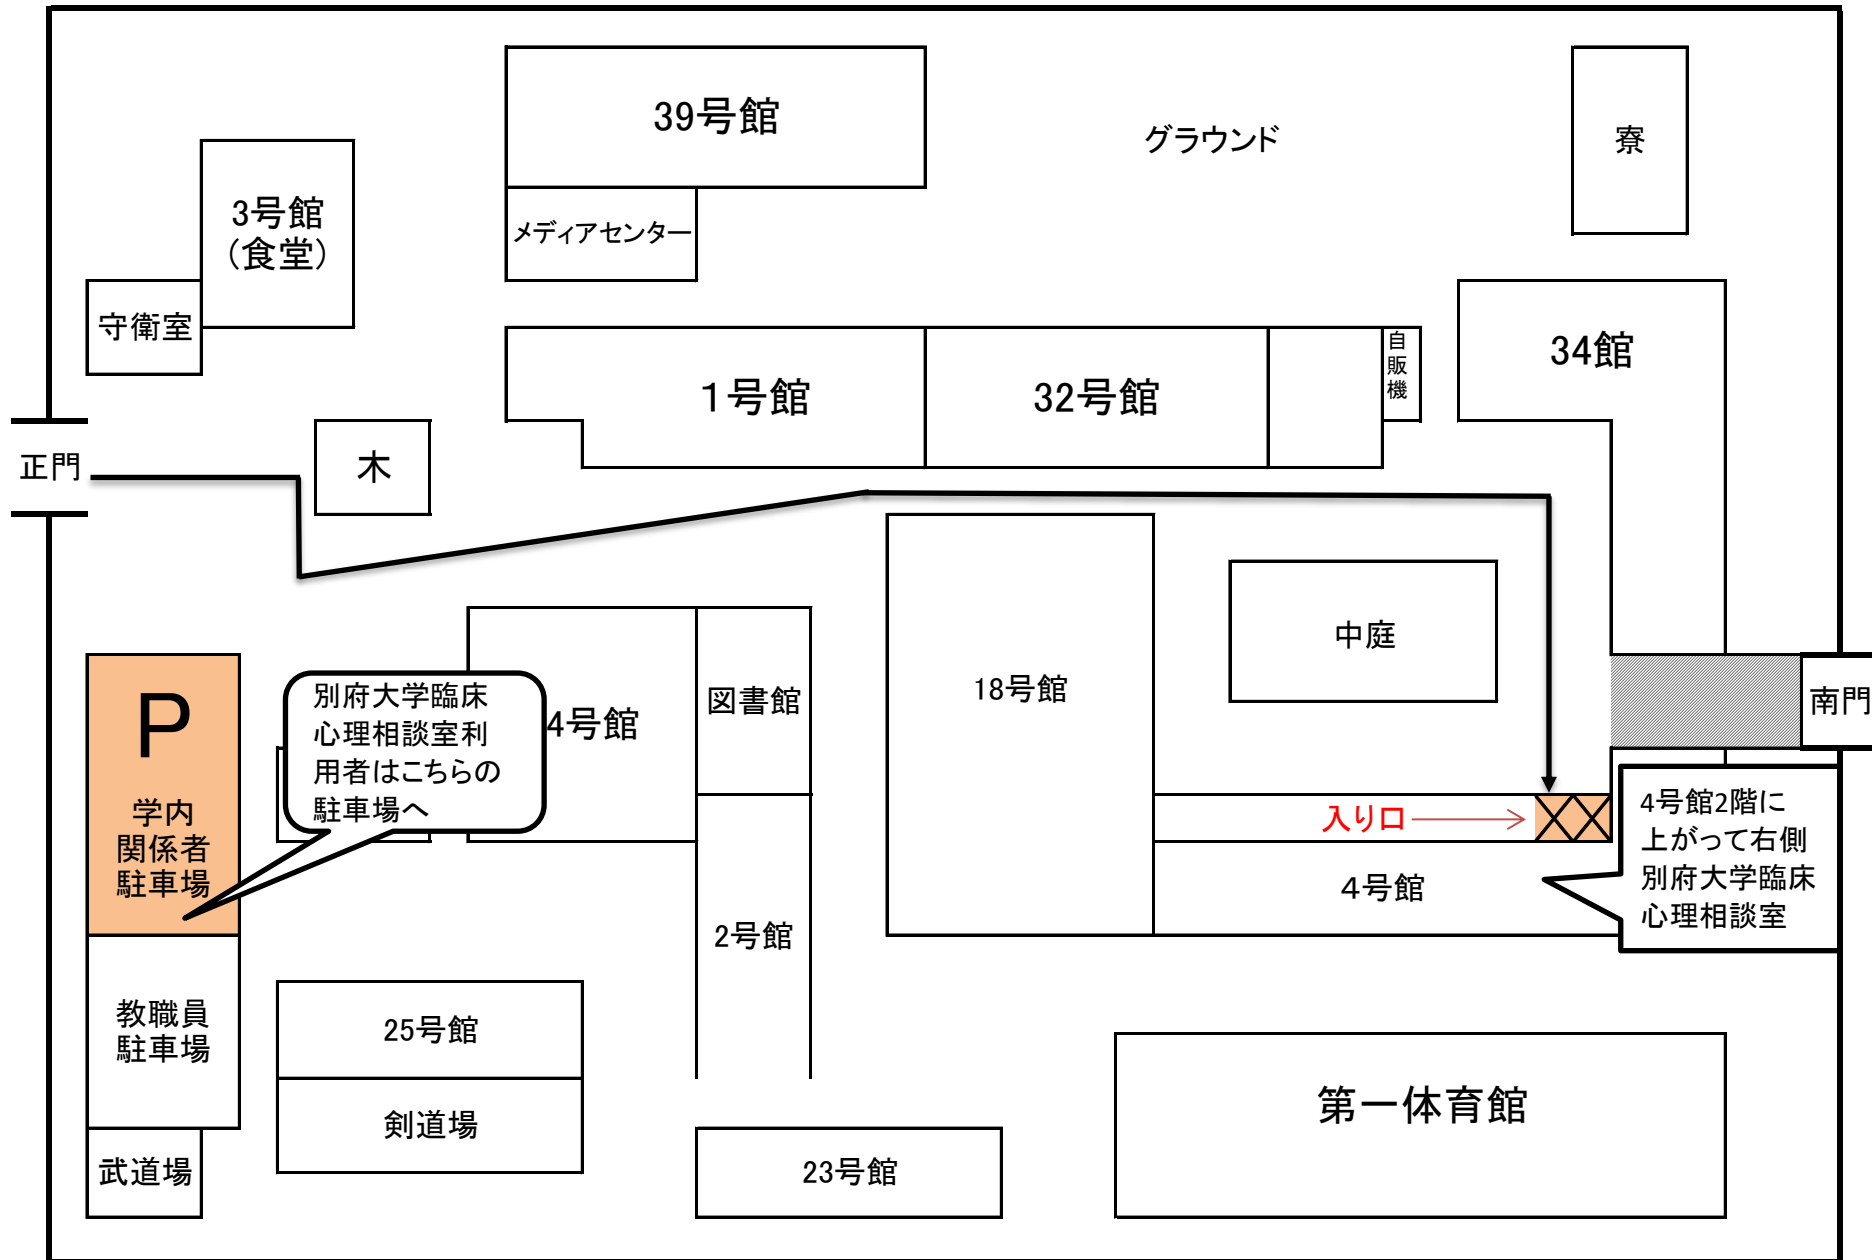 39号館
グラウンド
寮
3号館
（食堂）
メディアセンター
守衛室
１号館
32号館
自
販
機
34館
正門
木
中庭
18号館
図書館
4号館
南門
P
学内
関係者
駐車場
別府大学臨床
心理相談室利
用者はこちらの
駐車場へ
入り口
4号館2階に
上がって右側
別府大学臨床
心理相談室
４号館
2号館
教職員
駐車場
25号館
剣道場
第一体育館
武道場
23号館